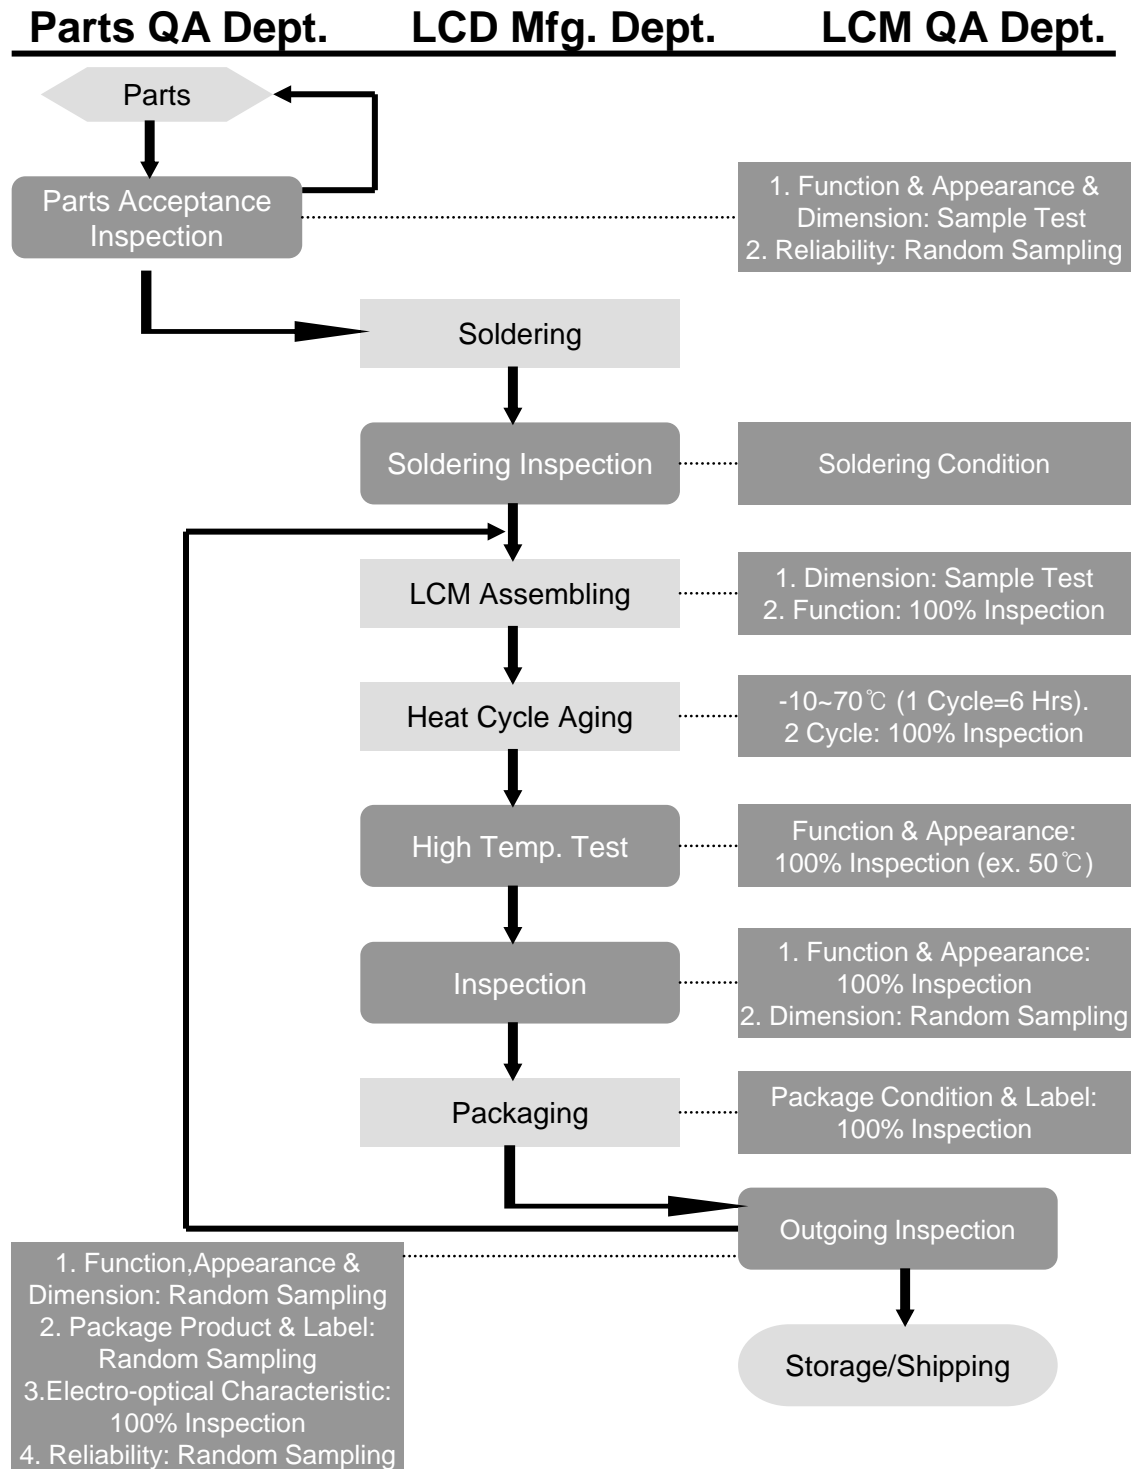 Parts QA Dept.
LCD Mfg. Dept.
LCM QA Dept.
Parts
Parts Acceptance
Inspection
1. Function & Appearance &
Dimension: Sample Test
2. Reliability: Random Sampling
Soldering
Soldering Inspection
Soldering Condition
LCM Assembling
1. Dimension: Sample Test
2. Function: 100% Inspection
Heat Cycle Aging
-10~70℃ (1 Cycle=6 Hrs).
2 Cycle: 100% Inspection
High Temp. Test
Function & Appearance:
100% Inspection (ex. 50℃)
Inspection
1. Function & Appearance:
100% Inspection
2. Dimension: Random Sampling
Packaging
Package Condition & Label:
100% Inspection
Outgoing Inspection
1. Function,Appearance &
Dimension: Random Sampling
2. Package Product & Label:
Random Sampling
3.Electro-optical Characteristic:
100% Inspection
4. Reliability: Random Sampling
Storage/Shipping